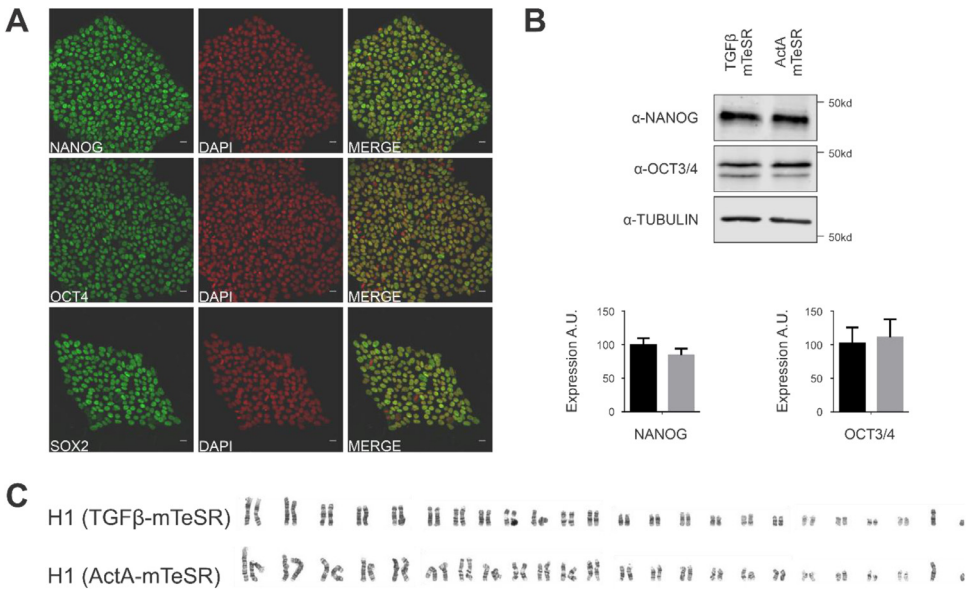 A
NANOG
DAPI
MERGE
OCT4
DAPI
MERGE
SOX2
DAPI
MERGE
B
TGFβ
mTeSR
ActA
mTeSR
α-NANOG
50kd
α-OCT3/4
50kd
α-TUBULIN
50kd
Expression A.U.
150
100
50
0
NANOG
Expression A.U.
150
100
50
0
OCT3/4
C
H1 (TGFβ-mTeSR)
H1 (ActA-mTeSR)